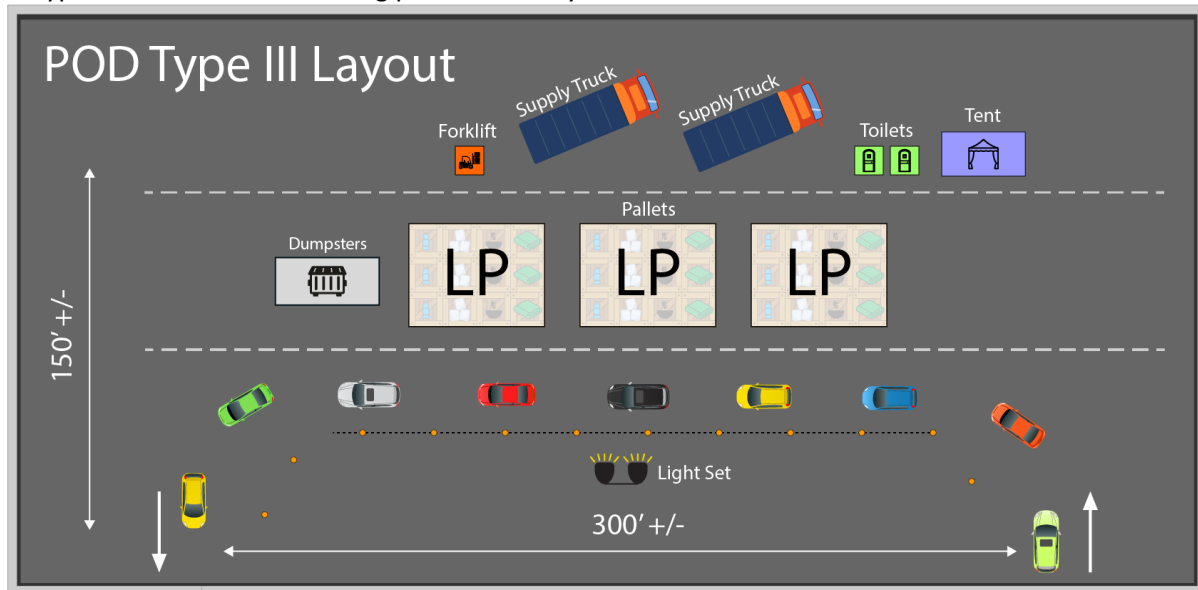 POD Type III Layout
Supply Truck
Supply Truck
Forklift
Toilets
Tent
Pallets
Dumpsters
LP
LP
LP
150' +/-
Light Set
300' +/-